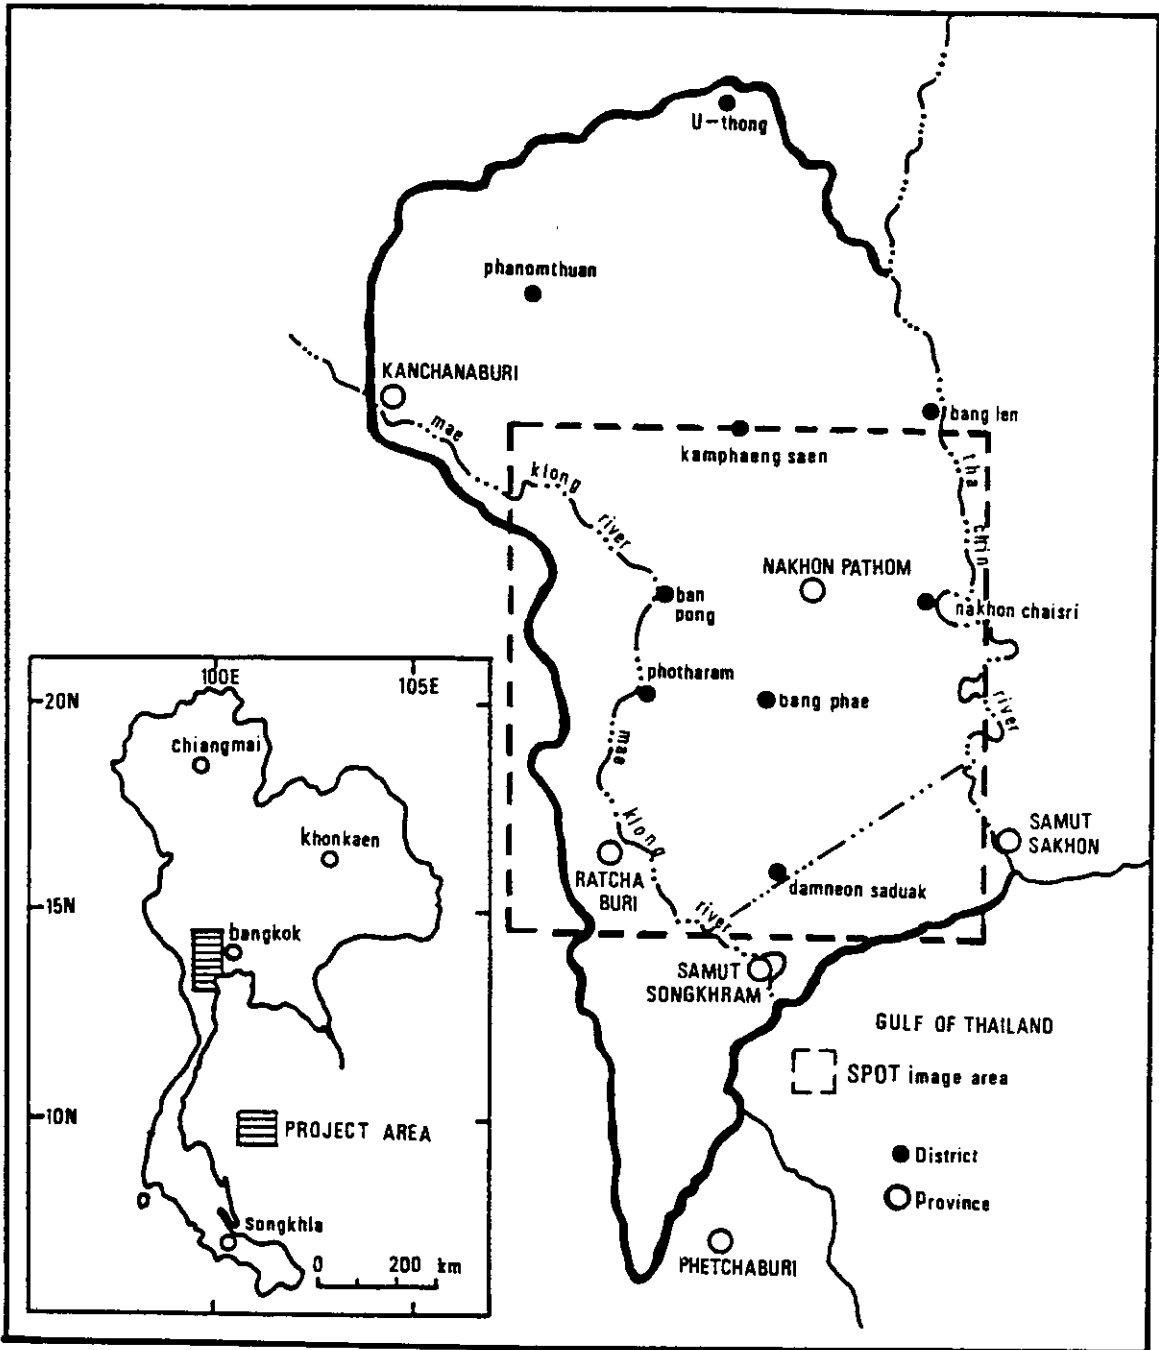 U-thong
phanomthuan
KANCHANABURI
mae
klong
river
bang len
kamphaeng saen
tha
chin
river
NAKHON PATHOM
nakhon chaisri
ban
pong
photharam
bang phae
mae
klong
river
SAMUT
SAKHON
RATCHA
BURI
damneon saduak
SAMUT
SONGKHRAM
GULF OF THAILAND
SPOT image area
District
Province
PHETCHABURI
100E
105E
20N
chiangmai
khonkaen
15N
bangkok
10N
PROJECT AREA
songkhla
0 200 km